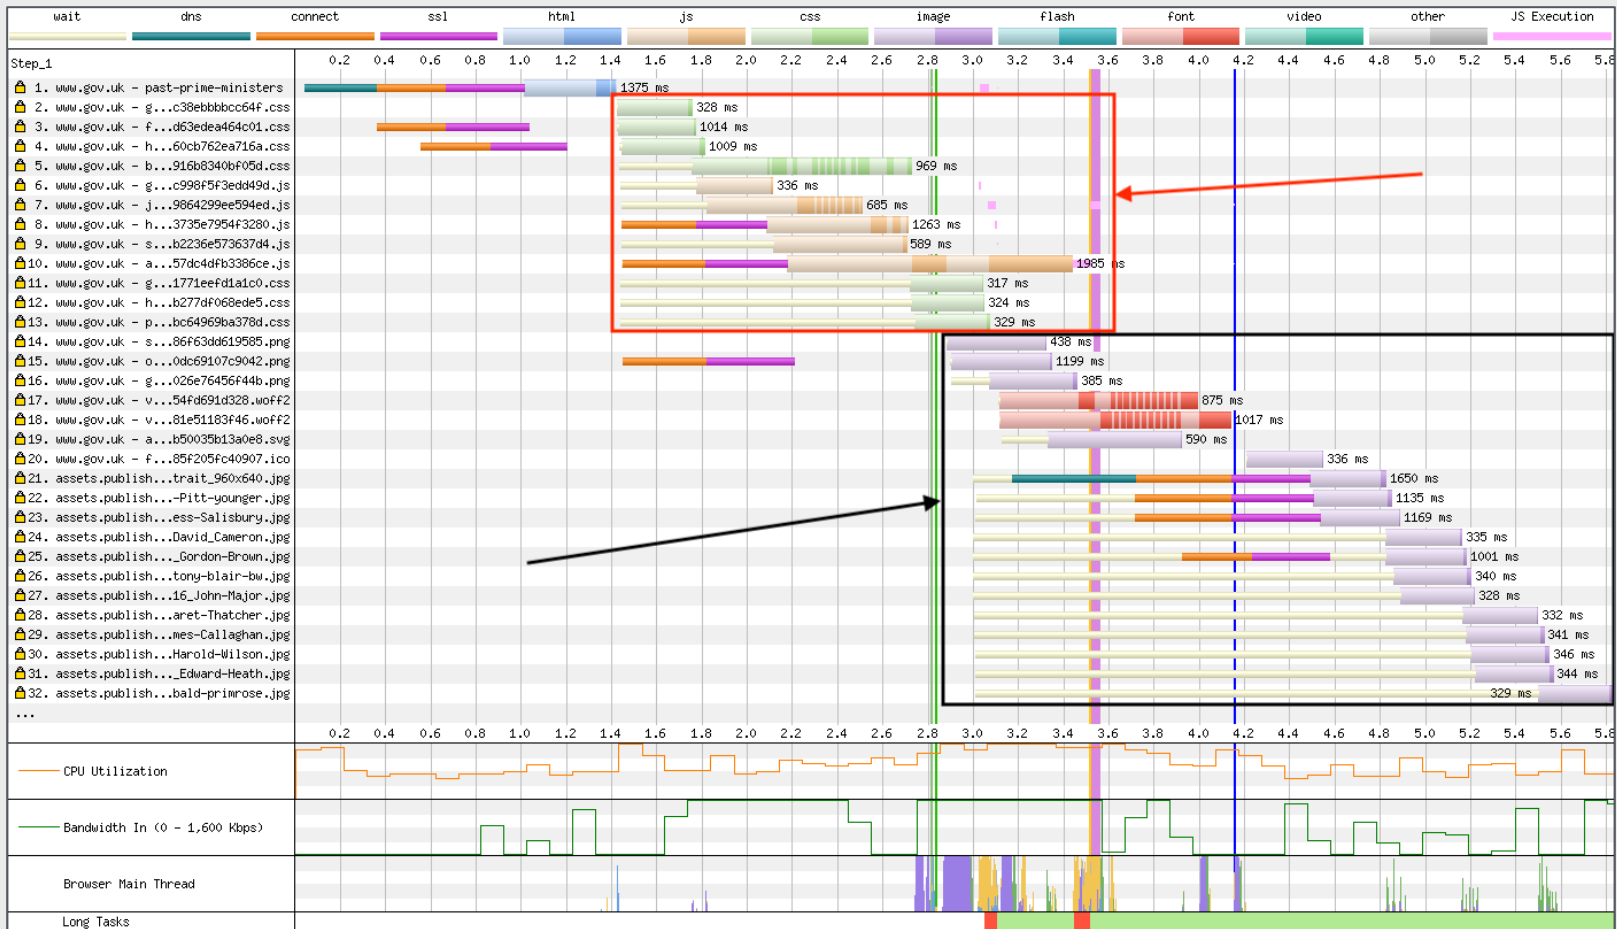 wait dns connect ssl html js css image flash font video other JS Execution
Step_1 0.2 0.4 0.6 0.8 1.0 1.2 1.4 1.6 1.8 2.0 2.2 2.4 2.6 2.8 3.0 3.2 3.4 3.6 3.8 4.0 4.2 4.4 4.6 4.8 5.0 5.2 5.4 5.6 5.8
1. www.gov.uk - past-prime-ministers 1375 ms
2. www.gov.uk - g...c38ebbbbcc64f.css 328 ms
3. www.gov.uk - f...d63edea464c01.css 1014 ms
4. www.gov.uk - h...60cb762ea716a.css 1009 ms
5. www.gov.uk - b...916b8340bf05d.css 969 ms
6. www.gov.uk - g...c998f5f3edd49d.js 336 ms
7. www.gov.uk - j...9864299ee594ed.js 685 ms
8. www.gov.uk - h...3735e7954f3280.js 1263 ms
9. www.gov.uk - s...b2236e573637d4.js 589 ms
10. www.gov.uk - a...57dc4dfb3386ce.js 1985 ms
11. www.gov.uk - g...1771eefd1a1c0.css 317 ms
12. www.gov.uk - h...b277df068ede5.css 324 ms
13. www.gov.uk - p...bc64969ba378d.css 329 ms
14. www.gov.uk - s...86f63dd619585.png 438 ms
15. www.gov.uk - o...0dc69107c9042.png 1199 ms
16. www.gov.uk - g...026e76456f44b.png 385 ms
17. www.gov.uk - v...54fd691d328.woff2 875 ms
18. www.gov.uk - v...81e51183f46.woff2 1017 ms
19. www.gov.uk - a...b50035b13a0e8.svg 590 ms
20. www.gov.uk - f...85f205fc40907.ico 336 ms
21. assets.publish...trait_960x640.jpg 1650 ms
22. assets.publish...-Pitt-younger.jpg 1135 ms
23. assets.publish...ess-Salisbury.jpg 1169 ms
24. assets.publish...David_Cameron.jpg 335 ms
25. assets.publish..._Gordon-Brown.jpg 1001 ms
26. assets.publish...tony-blair-bw.jpg 340 ms
27. assets.publish...16_John-Major.jpg 328 ms
28. assets.publish...aret-Thatcher.jpg 332 ms
29. assets.publish...mes-Callaghan.jpg 341 ms
30. assets.publish...Harold-Wilson.jpg 346 ms
31. assets.publish..._Edward-Heath.jpg 344 ms
32. assets.publish...bald-primrose.jpg 329 ms
...
0.2 0.4 0.6 0.8 1.0 1.2 1.4 1.6 1.8 2.0 2.2 2.4 2.6 2.8 3.0 3.2 3.4 3.6 3.8 4.0 4.2 4.4 4.6 4.8 5.0 5.2 5.4 5.6 5.8
CPU Utilization
Bandwidth In (0 - 1,600 Kbps)
Browser Main Thread
Long Tasks